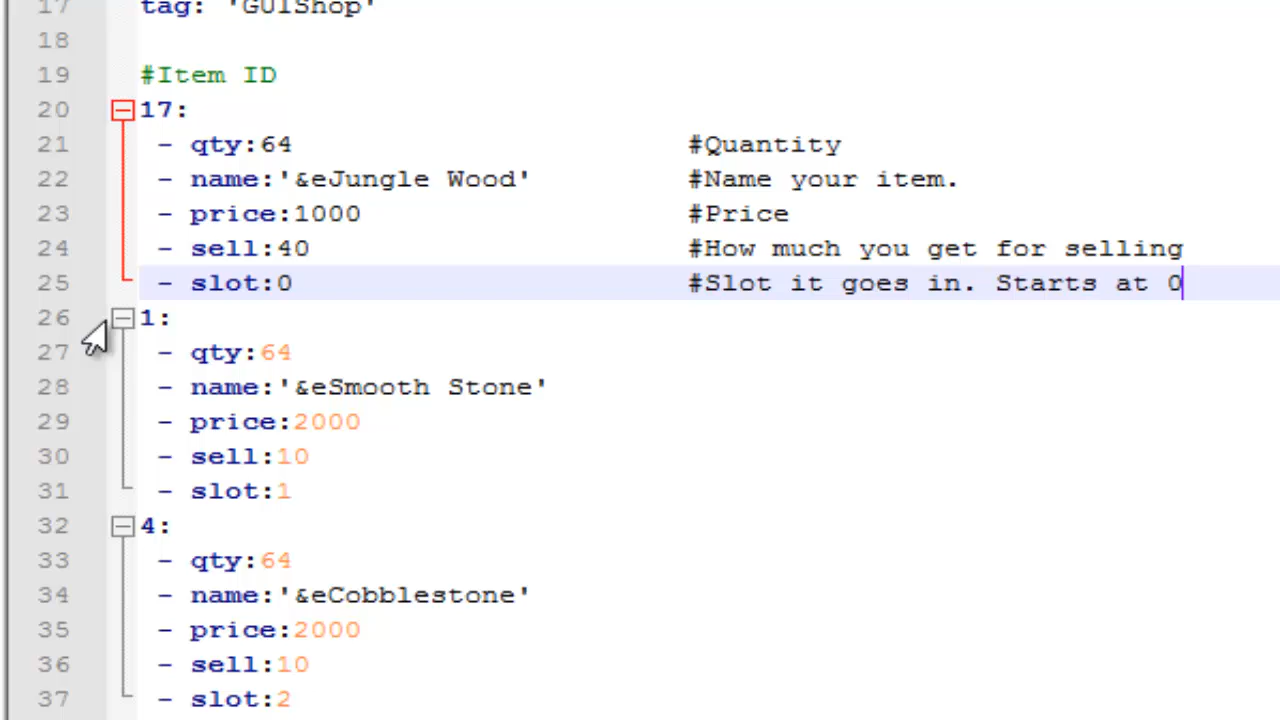 17 tag: 'GUIShop'
18
19 #Item ID
20 17:
21 - qty:64 #Quantity
22 - name:'&eJungle Wood' #Name your item.
23 - price:1000 #Price
24 - sell:40 #How much you get for selling
25 - slot:0 #Slot it goes in. Starts at 0
26 1:
27 - qty:64
28 - name:'&eSmooth Stone'
29 - price:2000
30 - sell:10
31 - slot:1
32 4:
33 - qty:64
34 - name:'&eCobblestone'
35 - price:2000
36 - sell:10
37 - slot:2